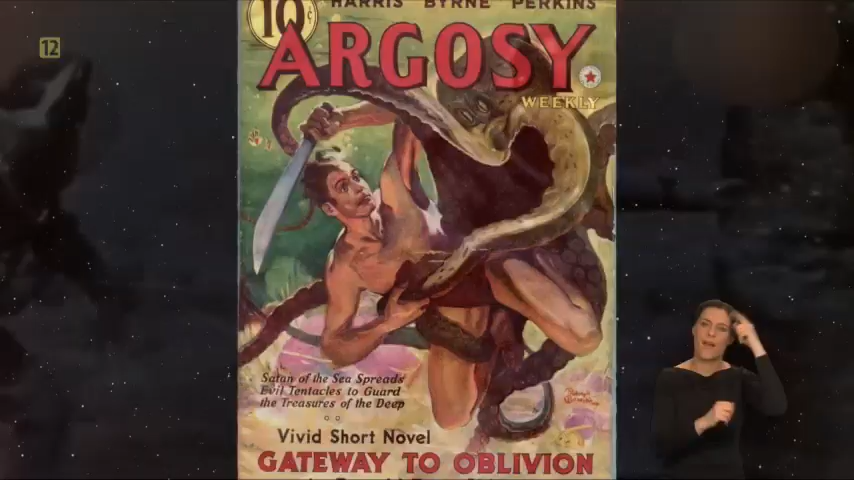 12
10¢
HARRIS BYRNE PERKINS
ARGOSY
WEEKLY
Satan of the Sea Spreads
Evil Tentacles to Guard
the Treasures of the Deep
Vivid Short Novel
GATEWAY TO OBLIVION